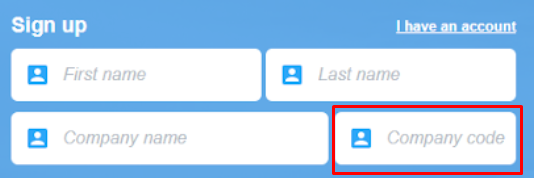 Sign up I have an account
First name Last name
Company name Company code